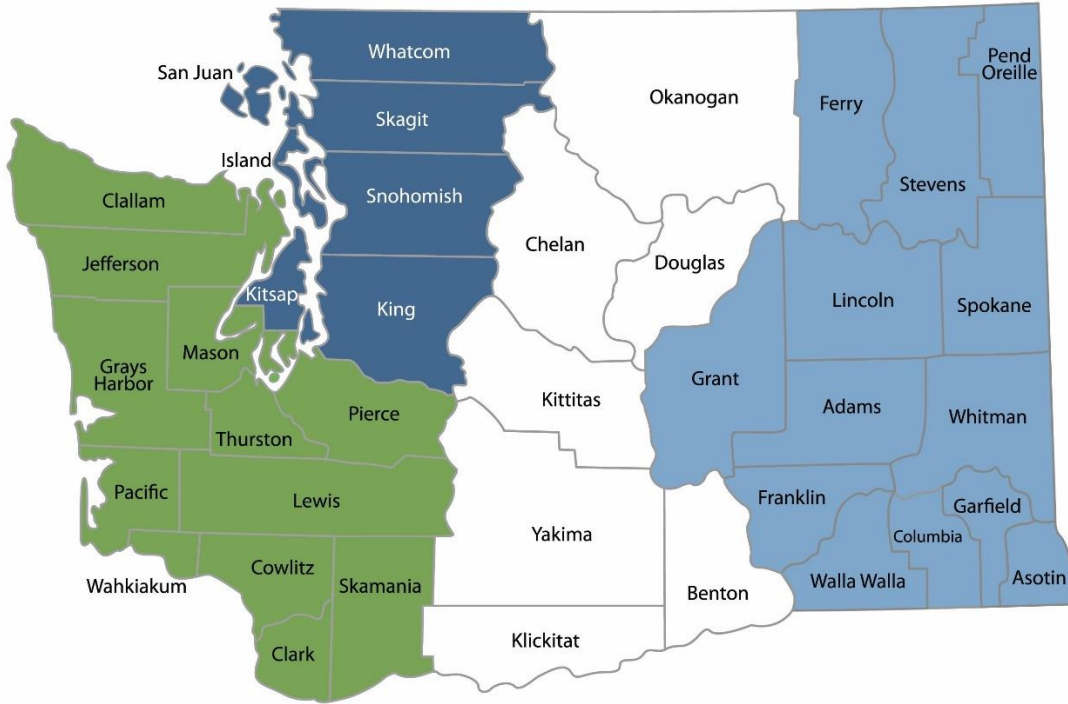 Whatcom
San Juan
Pend
Oreille
Okanogan
Ferry
Skagit
Island
Stevens
Snohomish
Clallam
Chelan
Jefferson
Douglas
Kitsap
Lincoln
Spokane
King
Mason
Grays
Harbor
Grant
Kittitas
Adams
Pierce
Whitman
Thurston
Pacific
Lewis
Franklin
Garfield
Yakima
Columbia
Cowlitz
Wahkiakum
Skamania
Walla Walla
Asotin
Benton
Klickitat
Clark